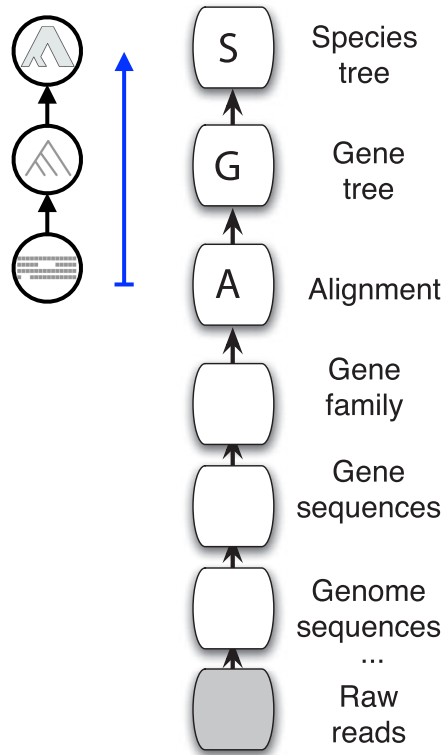 S
Species
tree
G
Gene
tree
A
Alignment
Gene
family
Gene
sequences
Genome
sequences
...
Raw
reads